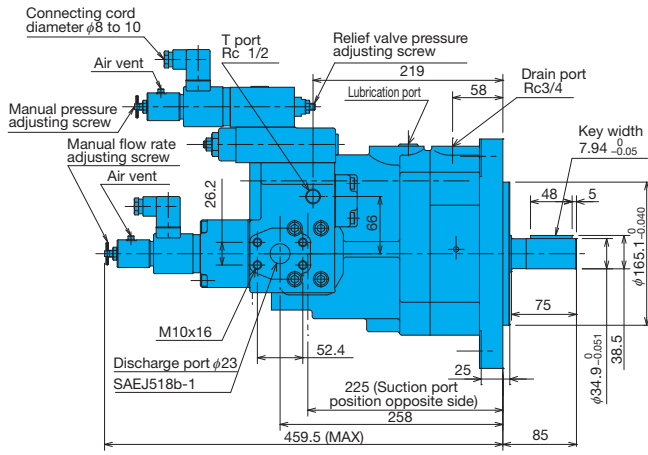 Connecting cord
diameter φ8 to 10
Air vent
T port
Rc 1/2
Relief valve pressure
adjusting screw
219
Lubrication port
58
Drain port
Rc3/4
Key width
7.94 0 -0.05
Manual pressure
adjusting screw
Manual flow rate
adjusting screw
Air vent
26.2
66
48
5
φ165.1 0 -0.040
75
φ34.9 0 -0.051
38.5
M10x16
Discharge port φ23
SAEJ518b-1
52.4
25
225 (Suction port
position opposite side)
258
459.5 (MAX)
85